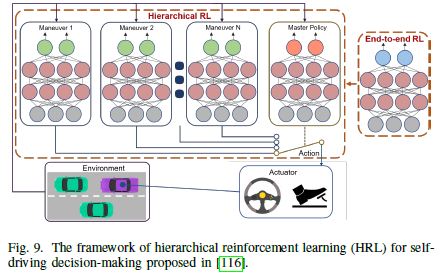 Hierarchical RL
Maneuver 1
Maneuver 2
Maneuver N
Master Policy
End-to-end RL
Action
Environment
Actuator
Fig. 9. The framework of hierarchical reinforcement learning (HRL) for self-
driving decision-making proposed in [116].